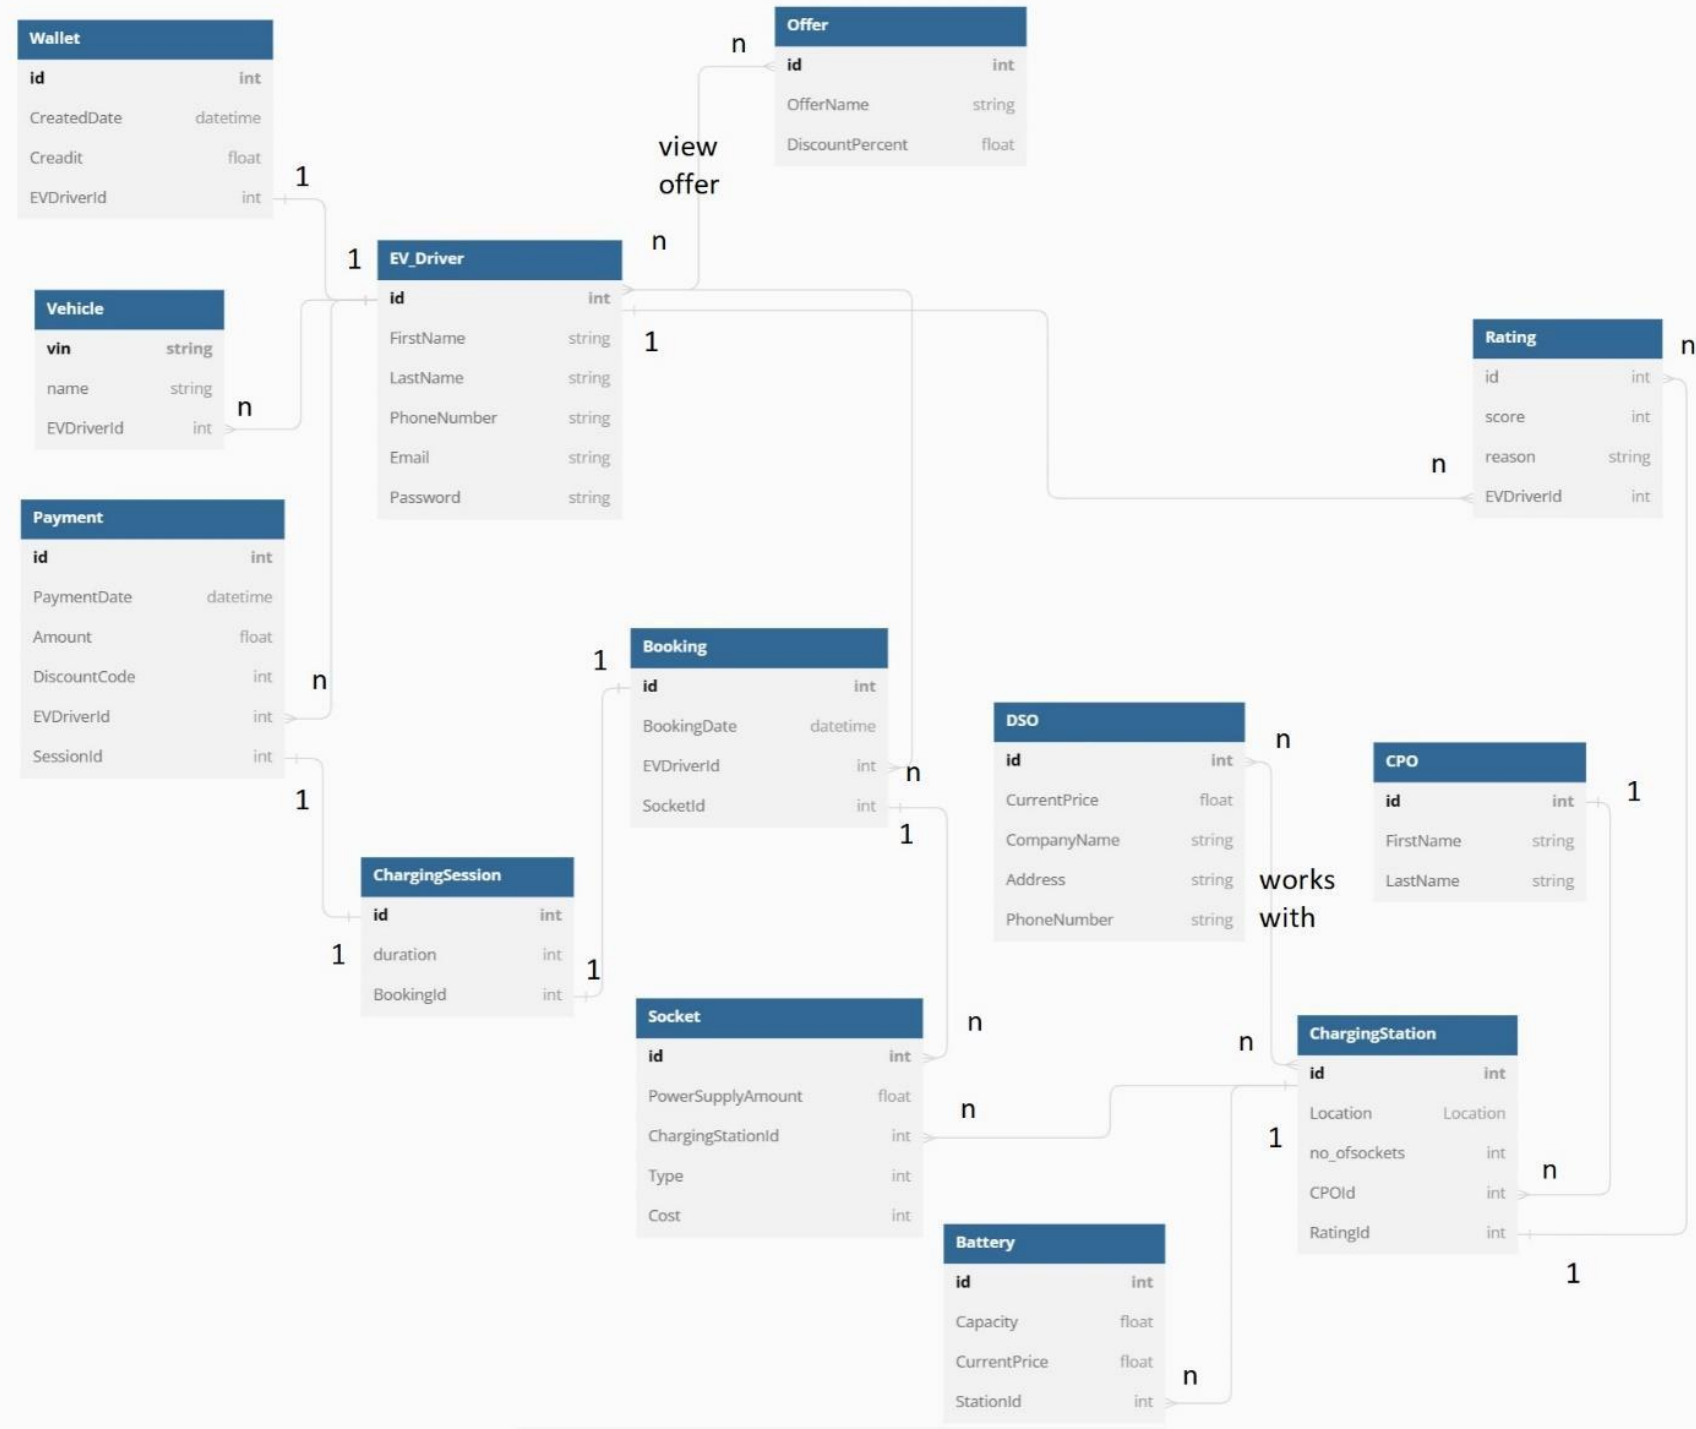 Wallet
id int
CreatedDate datetime
Creadit float
EVDriverId int
1
Offer
id int
OfferName string
DiscountPercent float
n
view
offer
n
1
EV_Driver
id int
FirstName string
LastName string
PhoneNumber string
Email string
Password string
1
Vehicle
vin string
name string
EVDriverId int
n
Rating
id int
score int
reason string
EVDriverId int
n
n
Payment
id int
PaymentDate datetime
Amount float
DiscountCode int
EVDriverId int
SessionId int
n
1
Booking
id int
BookingDate datetime
EVDriverId int
SocketId int
1
n
1
DSO
id int
CurrentPrice float
CompanyName string
Address string
PhoneNumber string
n
works
with
CPO
id int
FirstName string
LastName string
1
ChargingSession
id int
duration int
BookingId int
1
1
Socket
id int
PowerSupplyAmount float
ChargingStationId int
Type int
Cost int
n
n
ChargingStation
id int
Location Location
no_ofsockets int
CPOId int
RatingId int
n
1
n
1
Battery
id int
Capacity float
CurrentPrice float
StationId int
n